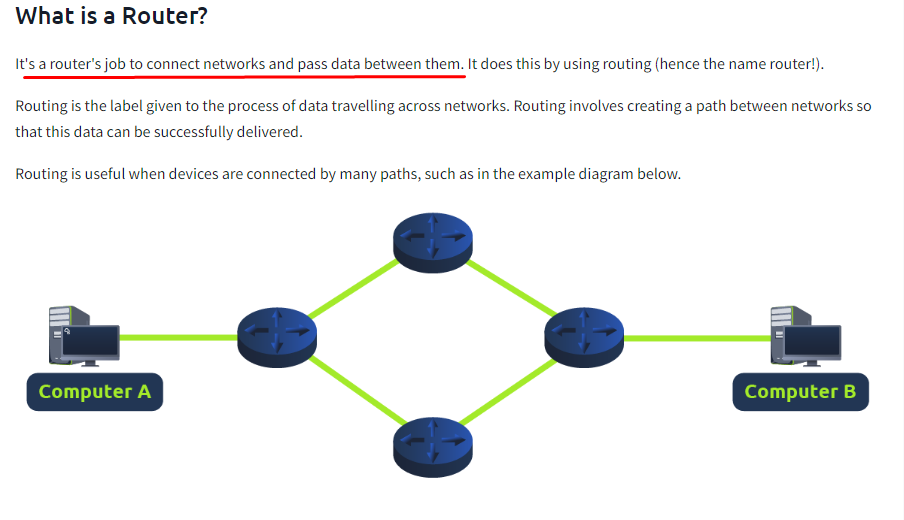 What is a Router?
It's a router's job to connect networks and pass data between them. It does this by using routing (hence the name router!).
Routing is the label given to the process of data travelling across networks. Routing involves creating a path between networks so
that this data can be successfully delivered.
Routing is useful when devices are connected by many paths, such as in the example diagram below.
Computer A
Computer B